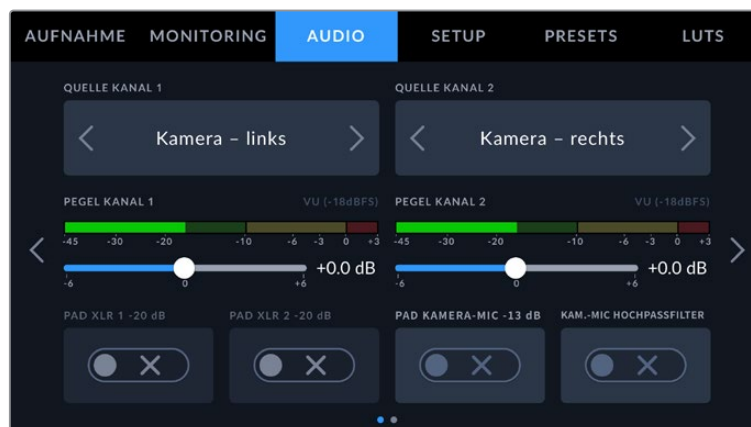 AUFNAHME MONITORING AUDIO SETUP PRESETS LUTS
QUELLE KANAL 1 QUELLE KANAL 2
Kamera – links Kamera – rechts
PEGEL KANAL 1 VU (-18dBFS) PEGEL KANAL 2 VU (-18dBFS)
-45 -30 -20 -10 -6 -3 0 +3 -45 -30 -20 -10 -6 -3 0 +3
+0.0 dB +0.0 dB
-6 0 +6 -6 0 +6
PAD XLR 1 -20 dB PAD XLR 2 -20 dB PAD KAMERA-MIC -13 dB KAM.-MIC HOCHPASSFILTER